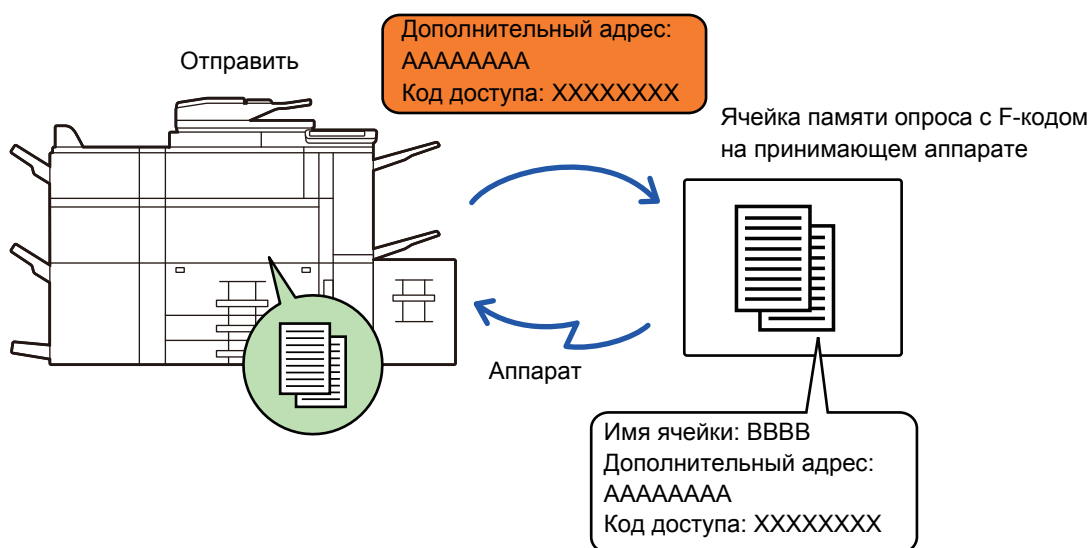 Дополнительный адрес:
AAAAAAAA
Код доступа: XXXXXXXX
Отправить
Ячейка памяти опроса с F-кодом
на принимающем аппарате
Аппарат
Имя ячейки: BBBB
Дополнительный адрес:
AAAAAAAA
Код доступа: XXXXXXXX